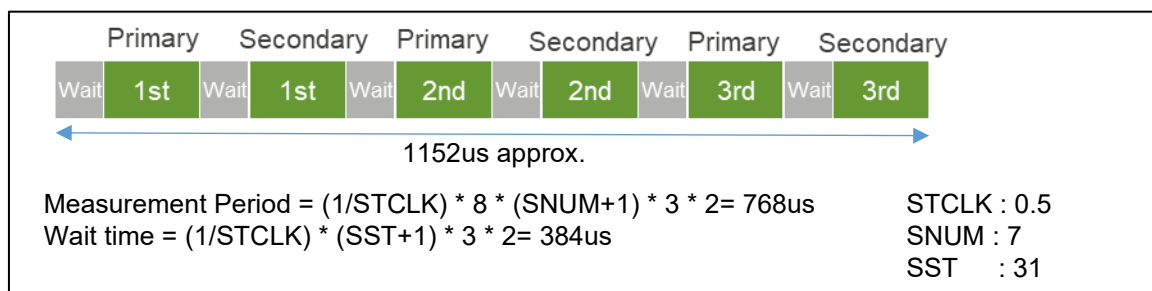 Primary Secondary Primary Secondary Primary Secondary
Wait 1st Wait 1st Wait 2nd Wait 2nd Wait 3rd Wait 3rd
1152us approx.
Measurement Period = (1/STCLK) * 8 * (SNUM+1) * 3 * 2= 768us STCLK : 0.5
Wait time = (1/STCLK) * (SST+1) * 3 * 2= 384us SNUM : 7
SST : 31